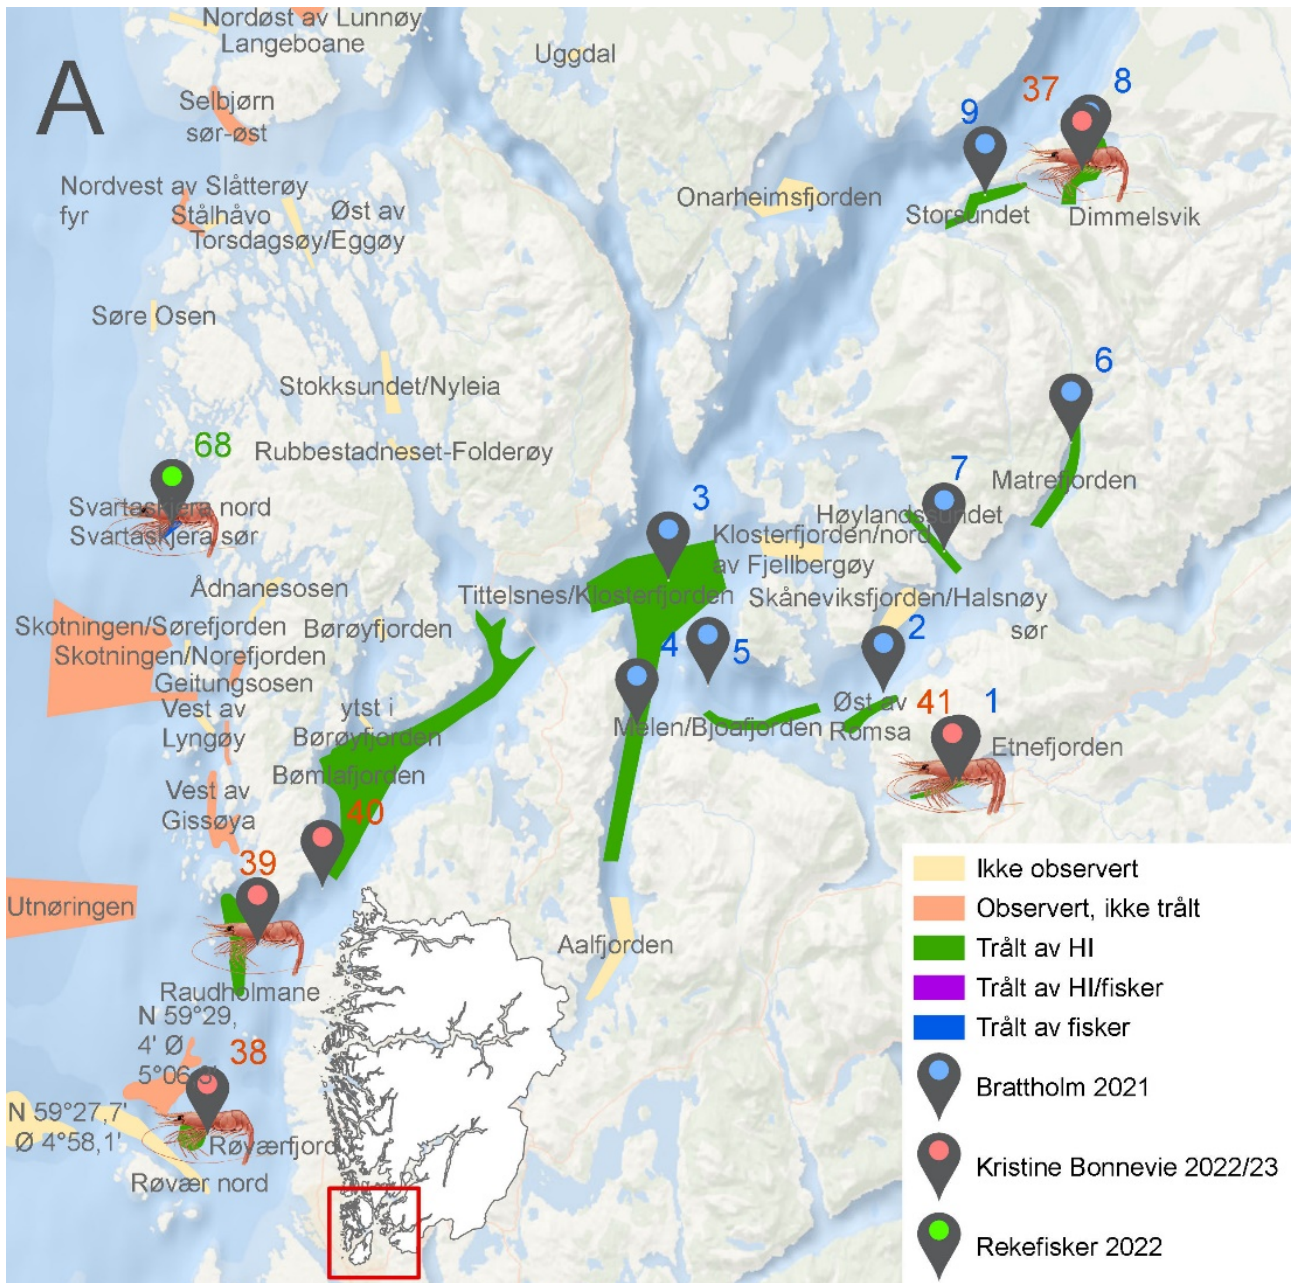 Nordøst av Lunnøy
Langeboane
Uggdal
A
Selbjørn
sør-øst
37
8
9
Nordvest av Slåtterøy
fyr
Stålhåvo
Øst av
Torsdagsøy/Eggøy
Onarheimsfjorden
Storsundet
Dimmelsvik
Søre Osen
Stokksundet/Nyleia
6
68
Rubbestadneset-Folderøy
Matrefjorden
7
3
Svartaskjera nord
Svartaskjera sør
Høylandssundet
Klosterfjorden/nord
av Fjellbergøy
Ådnanesosen
Tittelsnes/Klosterfjorden
Skåneviksfjorden/Halsnøy
sør
Skotningen/Sørefjorden
Børøyfjorden
Skotningen/Norefjorden
Geitungsosen
4
5
2
Vest av
Lyngøy
ytst i
Børøyfjorden
Melen/Bjoafjorden
Øst av
Romsa
41
1
Etnefjorden
Bømlafjorden
Vest av
Gissøya
40
39
Utnøringen
Aalfjorden
Raudholmane
N 59°29,
4' Ø
5°06,3'
38
N 59°27,7'
Ø 4°58,1'
Røværfjord
Røvær nord
Ikke observert
Observert, ikke trålt
Trålt av HI
Trålt av HI/fisker
Trålt av fisker
Brattholm 2021
Kristine Bonnevie 2022/23
Rekefisker 2022